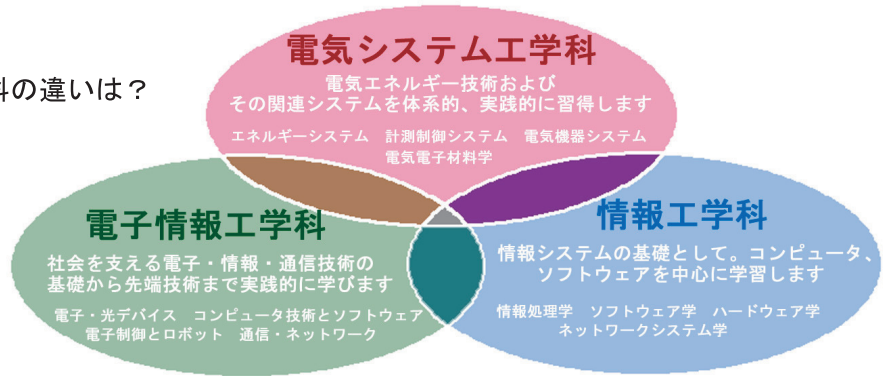 科の違いは？
電気システム工学科
電気エネルギー技術および
その関連システムを体系的、実践的に習得します
エネルギーシステム　計測制御システム　電気機器システム
電気電子材料学
電子情報工学科
社会を支える電子・情報・通信技術の
基礎から先端技術まで実践的に学びます
電子・光デバイス　コンピュータ技術とソフトウェア
電子制御とロボット　通信・ネットワーク
情報工学科
情報システムの基礎として。コンピュータ、
ソフトウェアを中心に学習します
情報処理学　ソフトウェア学　ハードウェア学
ネットワークシステム学